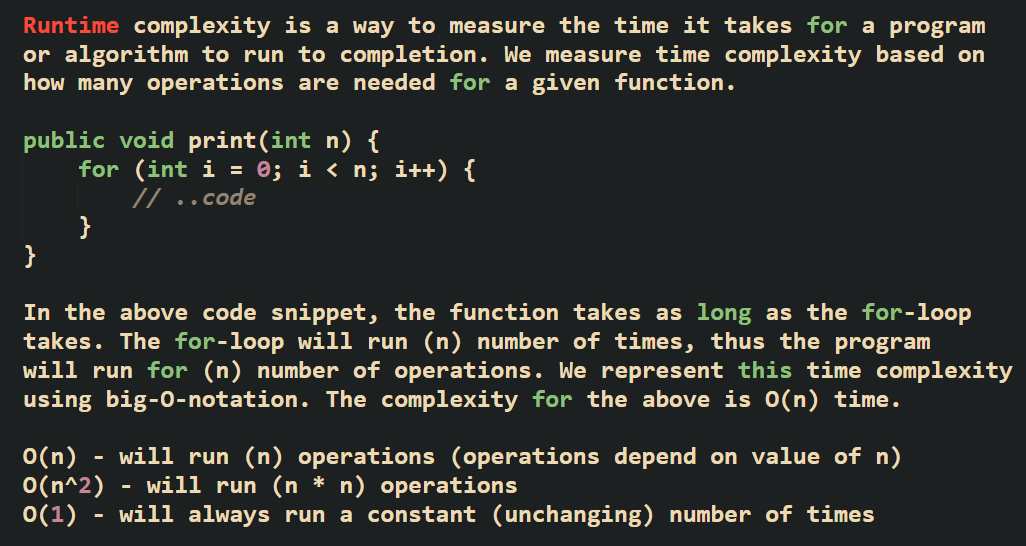 Runtime complexity is a way to measure the time it takes for a program
or algorithm to run to completion. We measure time complexity based on
how many operations are needed for a given function.
public void print(int n) {
    for (int i = 0; i < n; i++) {
        // ..code
    }
}
In the above code snippet, the function takes as long as the for-loop
takes. The for-loop will run (n) number of times, thus the program
will run for (n) number of operations. We represent this time complexity
using big-O-notation. The complexity for the above is O(n) time.
O(n) - will run (n) operations (operations depend on value of n)
O(n^2) - will run (n * n) operations
O(1) - will always run a constant (unchanging) number of times